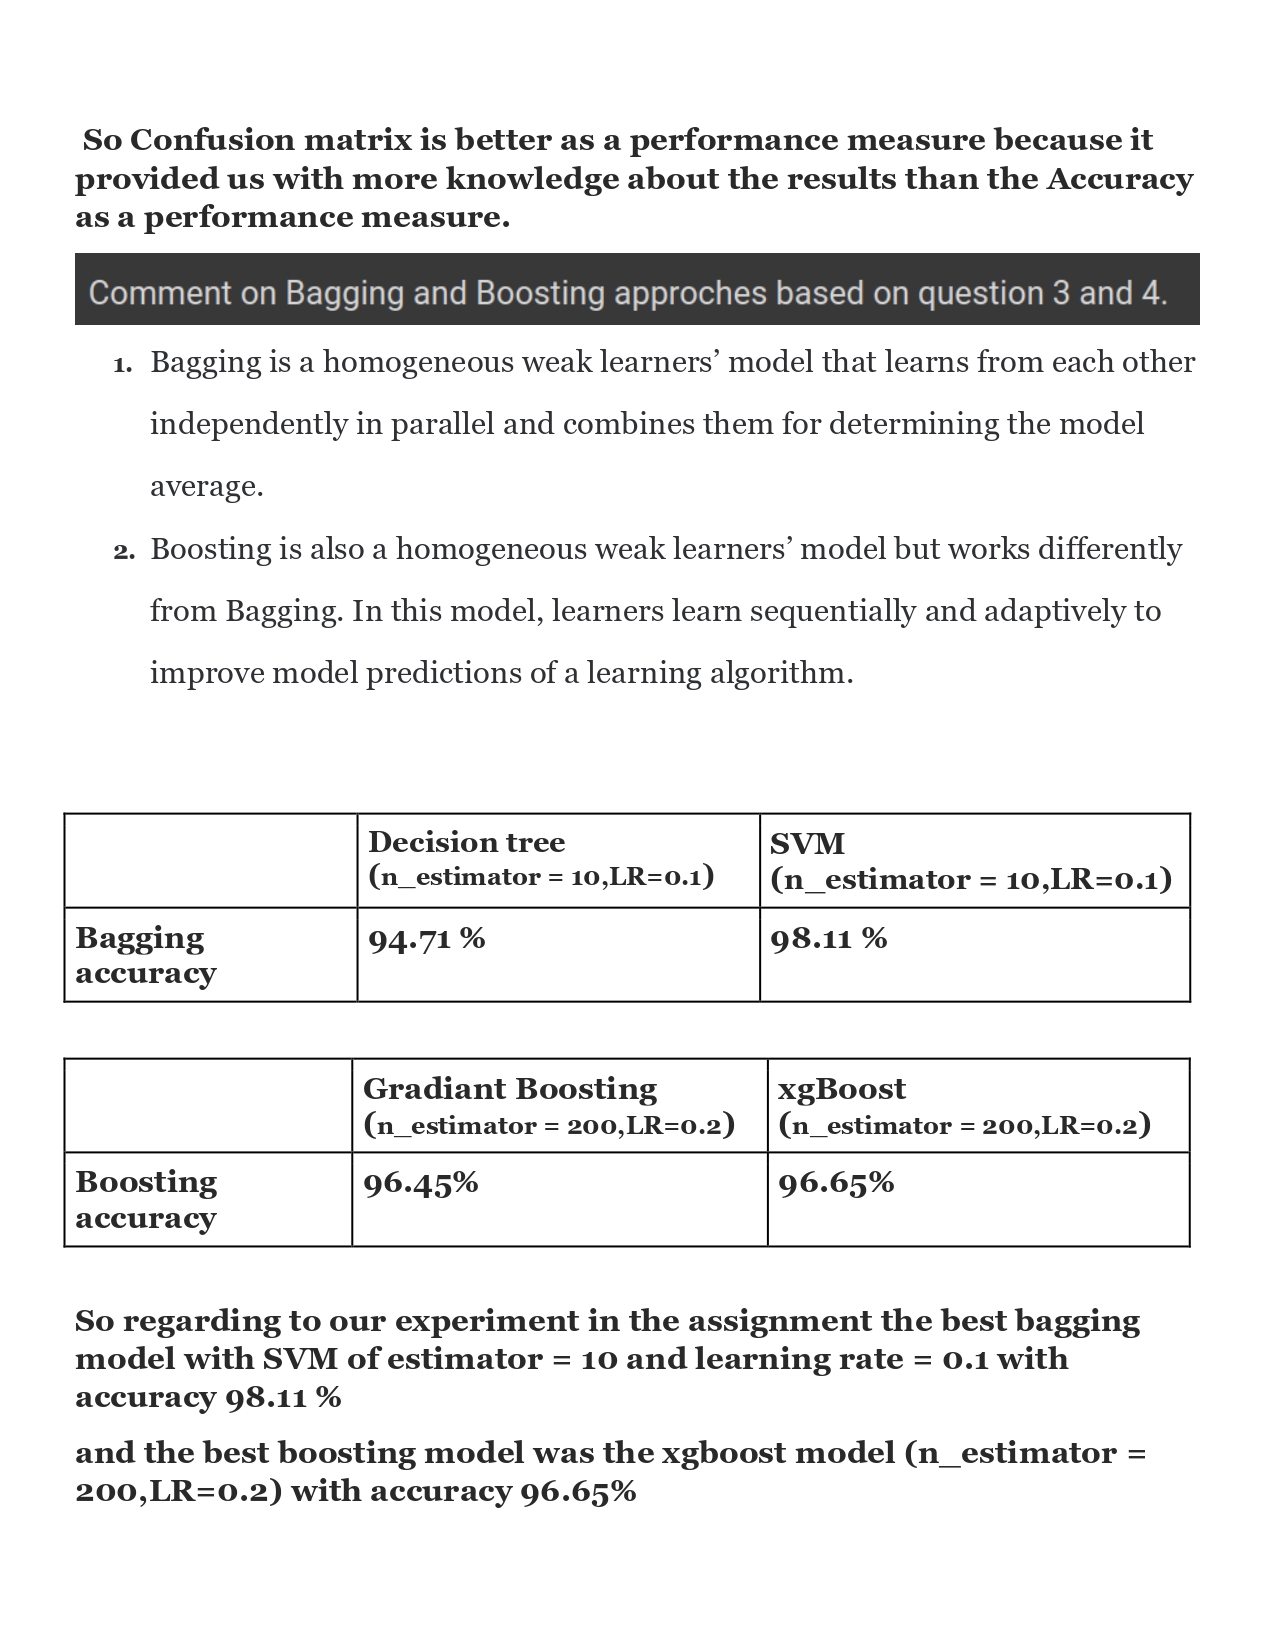 So Confusion matrix is better as a performance measure because it
provided us with more knowledge about the results than the Accuracy
as a performance measure.
Comment on Bagging and Boosting approches based on question 3 and 4.
1. Bagging is a homogeneous weak learners’ model that learns from each other
independently in parallel and combines them for determining the model
average.
2. Boosting is also a homogeneous weak learners’ model but works differently
from Bagging. In this model, learners learn sequentially and adaptively to
improve model predictions of a learning algorithm.
Decision tree
(n_estimator = 10,LR=0.1)
SVM
(n_estimator = 10,LR=0.1)
Bagging
accuracy
94.71 %
98.11 %
Gradiant Boosting
(n_estimator = 200,LR=0.2)
xgBoost
(n_estimator = 200,LR=0.2)
Boosting
accuracy
96.45%
96.65%
So regarding to our experiment in the assignment the best bagging
model with SVM of estimator = 10 and learning rate = 0.1 with
accuracy 98.11 %
and the best boosting model was the xgboost model (n_estimator =
200,LR=0.2) with accuracy 96.65%